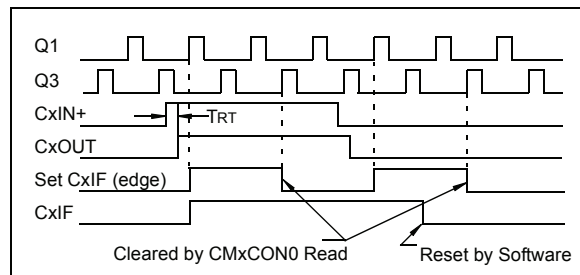 Q1
Q3
CxIN+
TRT
CxOUT
Set CxIF (edge)
CxIF
Cleared by CMxCON0 Read
Reset by Software